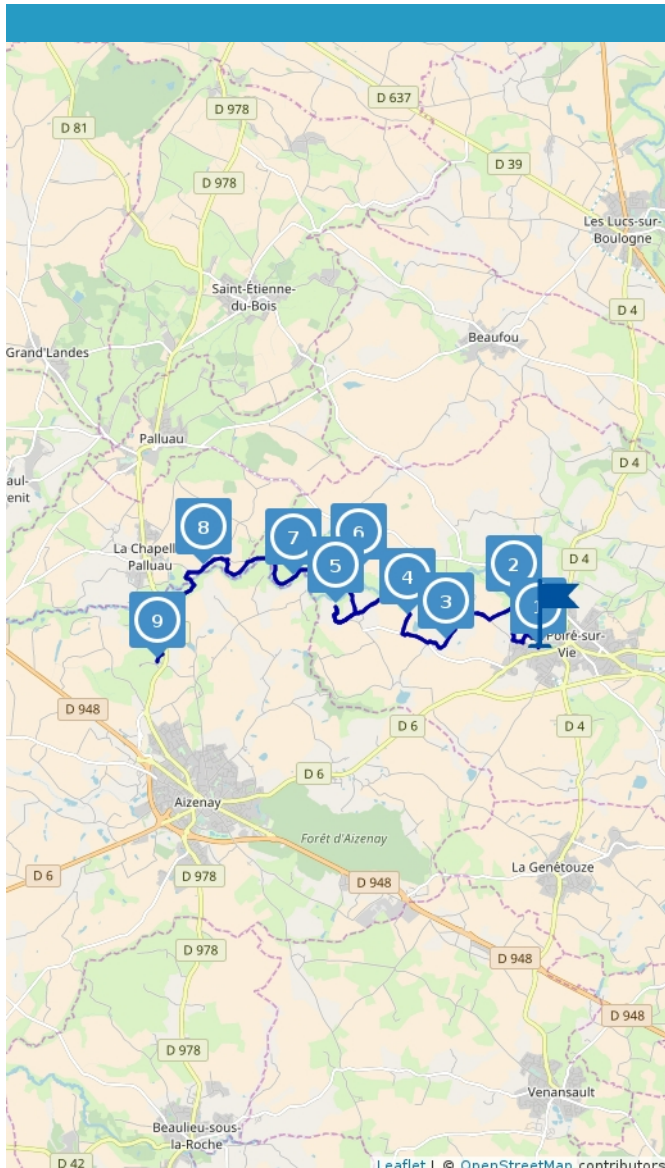 D 637
D 978
D 81
D 39
D 978
Les Lucs-sur-
Boulogne
Saint-Étienne-
du-Bois
D 4
Beaufou
Grand'Landes
Palluau
D 4
8
La Chapelle
Palluau
7
6
5
4
3
2
D 4
1
Poiré-sur-
Vie
9
D 948
D 6
D 4
D 6
Aizenay
Forêt d'Aizenay
La Genétouze
D 6
D 978
D 948
D 978
D 948
D 948
D 978
Venansault
Beaulieu-sous-
la-Roche
D 42
Leaflet | © OpenStreetMap contributors